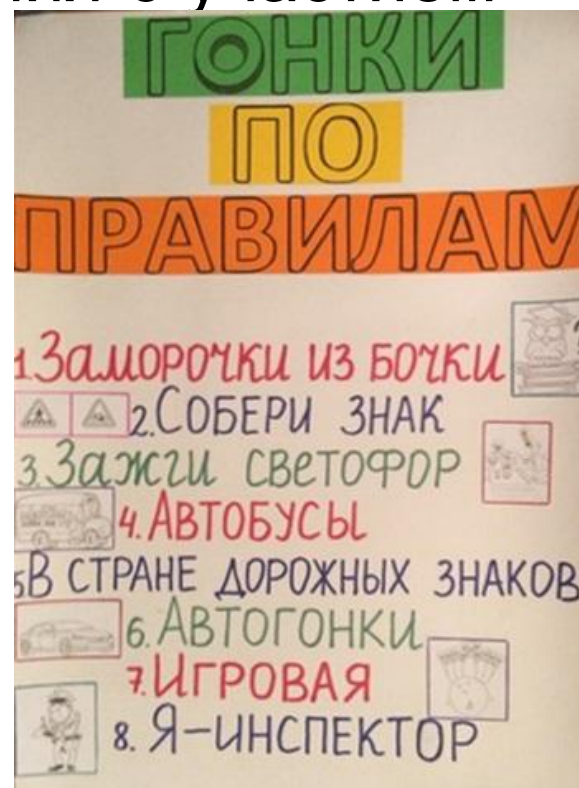 ГОНКИ
ПО
ПРАВИЛАМ
1. Заморочки из бочки
2. Собери знак
3. Зажги светофор
4. Автобусы
5 В стране дорожных знаков
6. Автогонки
7. Игровая
8. Я-инспектор